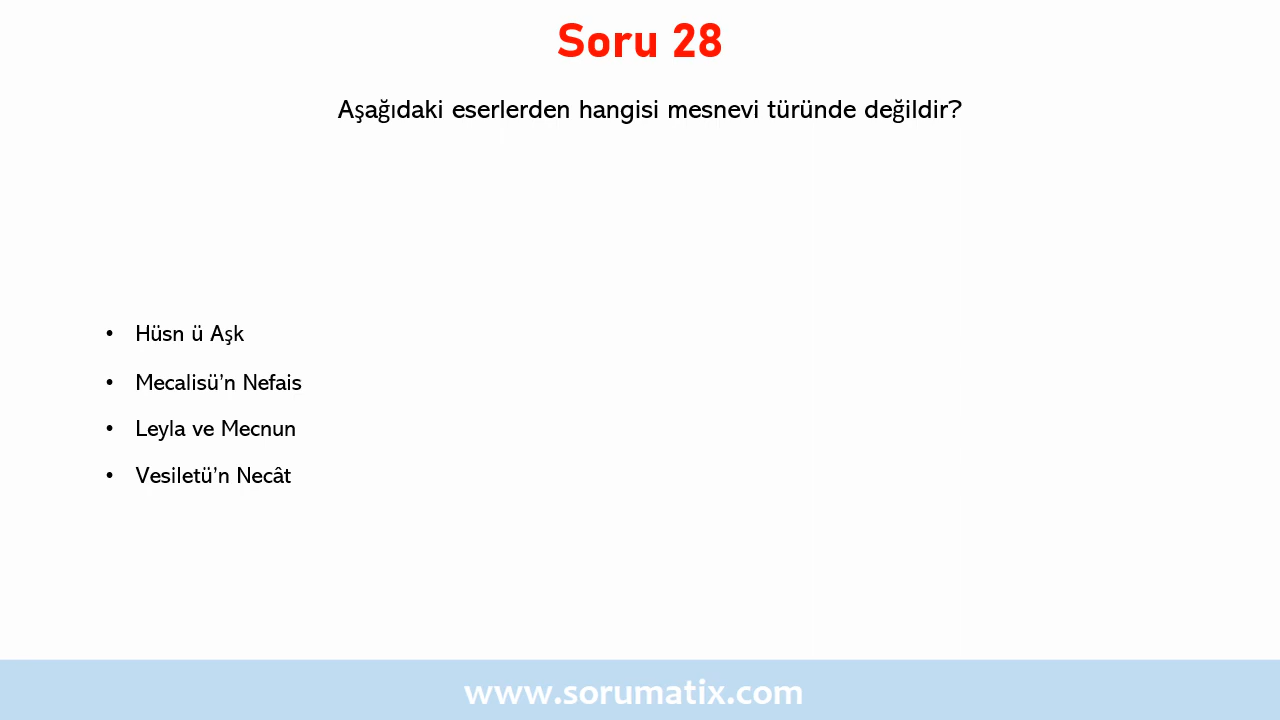 Soru 28
Aşağıdaki eserlerden hangisi mesnevi türünde değildir?
• Hüsn ü Aşk
• Mecalisü’n Nefais
• Leyla ve Mecnun
• Vesiletü’n Necât
www.sorumatix.com